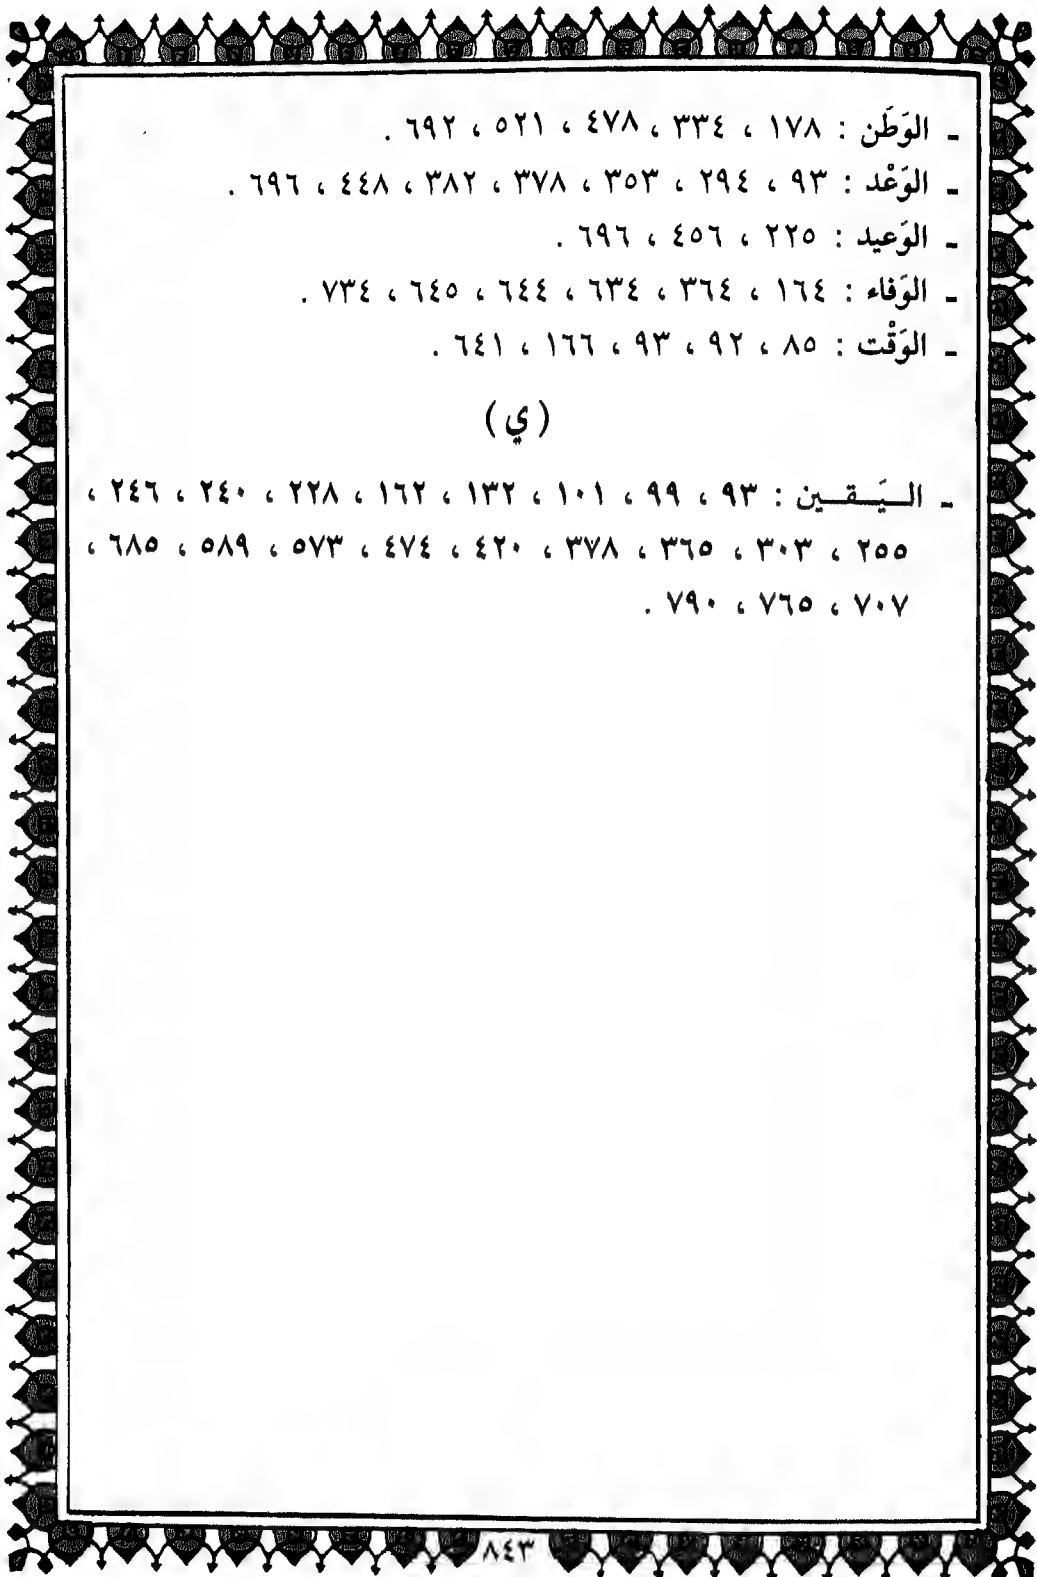 ـ الوَطَن : ١٧٨ ، ٣٣٤ ، ٤٧٨ ، ٥٢١ ، ٦٩٢ .
ـ الوَعْد : ٩٣ ، ٢٩٤ ، ٣٥٣ ، ٣٧٨ ، ٣٨٢ ، ٤٤٨ ، ٦٩٦ .
ـ الوَعيد : ٢٢٥ ، ٤٥٦ ، ٦٩٦ .
ـ الوَفاء : ١٦٤ ، ٣٦٤ ، ٦٣٤ ، ٦٤٤ ، ٦٤٥ ، ٧٣٤ .
ـ الوَقْت : ٨٥ ، ٩٢ ، ٩٣ ، ١٦٦ ، ٦٤١ .
( ي )
ـ الـيَـقـين : ٩٣ ، ٩٩ ، ١٠١ ، ١٣٢ ، ١٦٢ ، ٢٢٨ ، ٢٤٠ ، ٢٤٦ ،
٢٥٥ ، ٣٠٣ ، ٣٦٥ ، ٣٧٨ ، ٤٢٠ ، ٤٧٤ ، ٥٧٣ ، ٥٨٩ ، ٦٨٥ ،
٧٠٧ ، ٧٦٥ ، ٧٩٠ .
٨٤٣